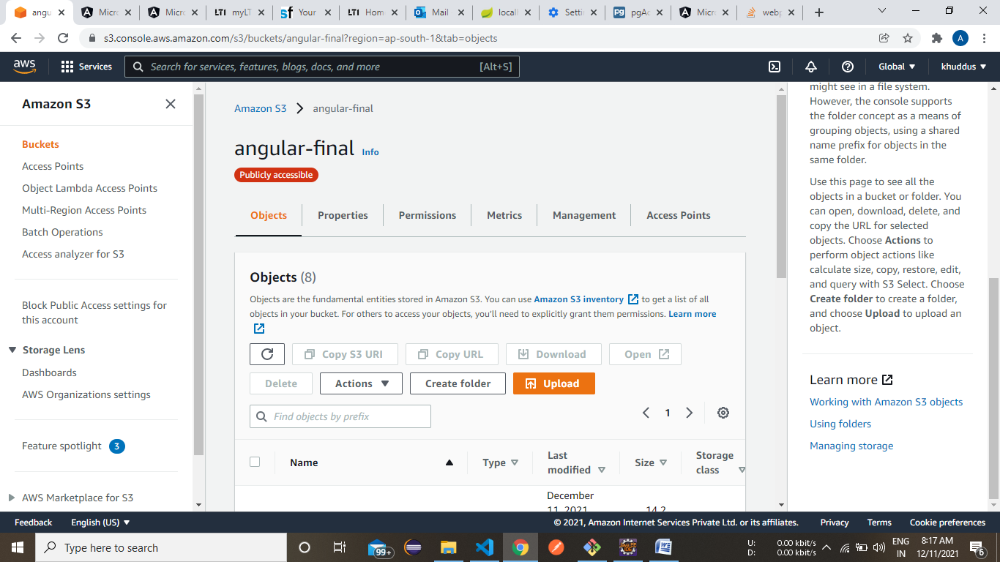 angu
Micro
Micro
LTI myLT
sf Your
LTI Hom
Mail
local
Setti
pgAc
Micro
webp
s3.console.aws.amazon.com/s3/buckets/angular-final?region=ap-south-1&tab=objects
A
aws
Services
Search for services, features, blogs, docs, and more
[Alt+S]
Global
khuddus
Amazon S3
Buckets
Access Points
Object Lambda Access Points
Multi-Region Access Points
Batch Operations
Access analyzer for S3
Block Public Access settings for
this account
Storage Lens
Dashboards
AWS Organizations settings
Feature spotlight 3
AWS Marketplace for S3
Amazon S3
angular-final
angular-final Info
Publicly accessible
Objects
Properties
Permissions
Metrics
Management
Access Points
Objects (8)
Objects are the fundamental entities stored in Amazon S3. You can use Amazon S3 inventory to get a list of all
objects in your bucket. For others to access your objects, you'll need to explicitly grant them permissions. Learn more
Copy S3 URI
Copy URL
Download
Open
Delete
Actions
Create folder
Upload
Find objects by prefix
1
Name
Type
Last
modified
Size
Storage
class
December
11, 2021
14.2
might see in a file system.
However, the console supports
the folder concept as a means of
grouping objects, using a shared
name prefix for objects in the
same folder.
Use this page to see all the
objects in a bucket or folder. You
can open, download, delete, and
copy the URL for selected
objects. Choose Actions to
perform object actions like
calculate size, copy, restore, edit,
and query with S3 Select. Choose
Create folder to create a folder,
and choose Upload to upload an
object.
Learn more
Working with Amazon S3 objects
Using folders
Managing storage
Feedback
English (US)
© 2021, Amazon Internet Services Private Ltd. or its affiliates.
Privacy
Terms
Cookie preferences
Type here to search
99+
U: 0.00 kbit/s
D: 0.00 kbit/s
ENG
IN
8:17 AM
12/11/2021
6